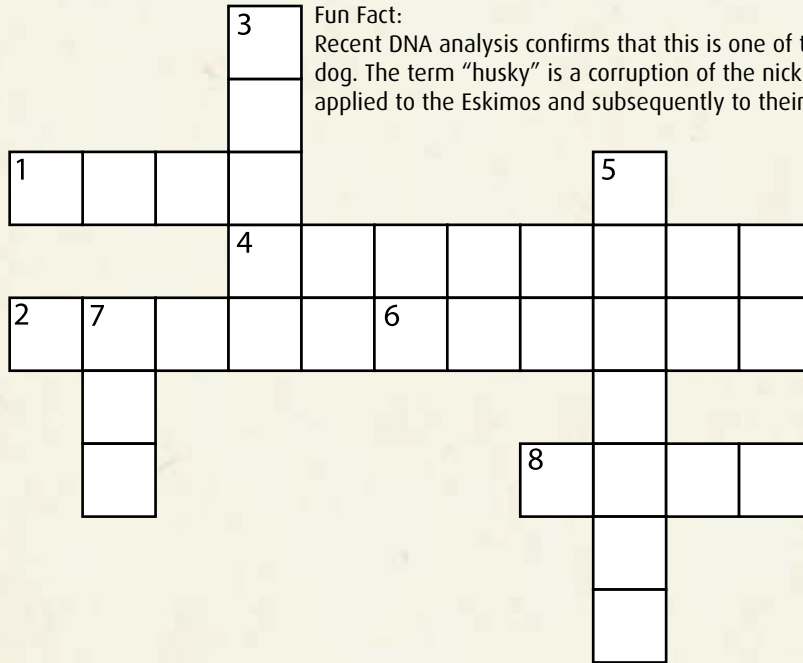 3
Fun Fact:
Recent DNA analysis confirms that this is one of
dog. The term “husky” is a corruption of the nick
applied to the Eskimos and subsequently to their
1
5
4
2 7 6
8